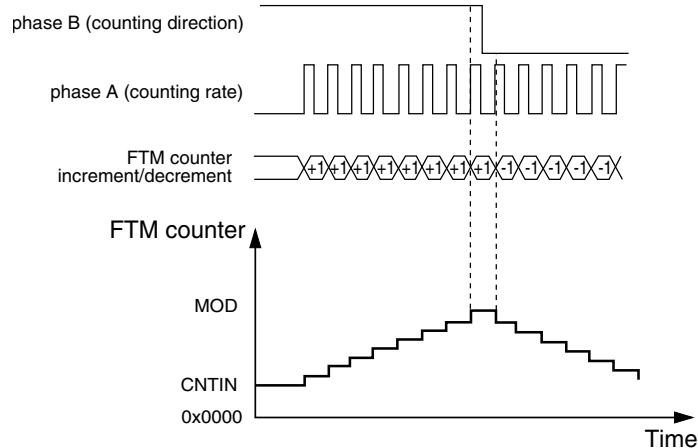 phase B (counting direction)
phase A (counting rate)
FTM counter
increment/decrement
+1 +1 +1 +1 +1 +1 +1 +1 -1 -1 -1 -1 -1
FTM counter
MOD
CNTIN
0x0000
Time